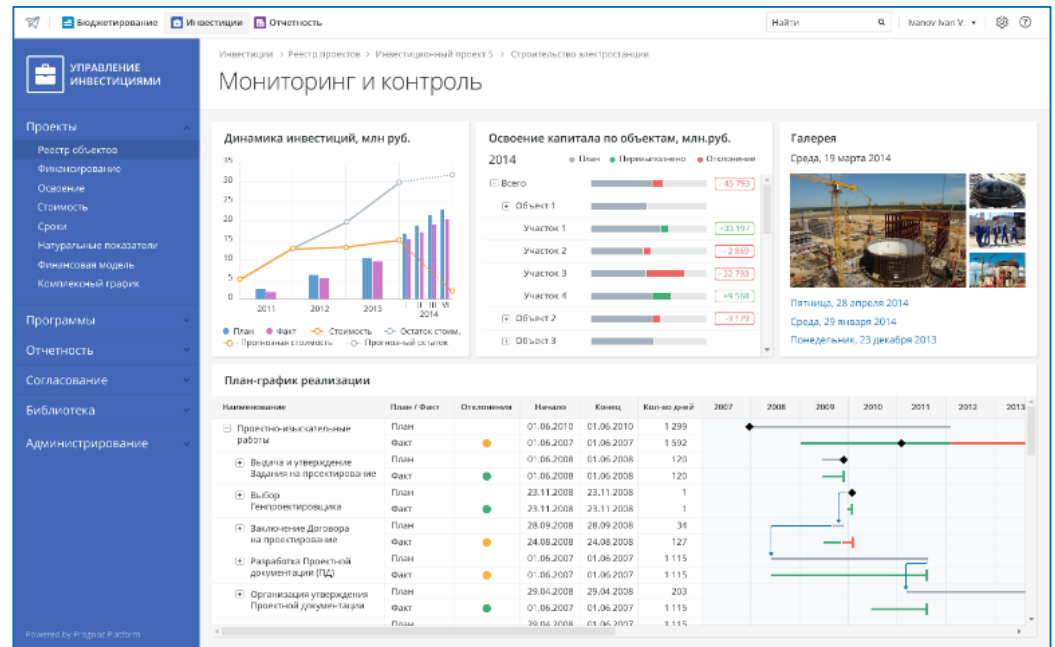 Бюджетирование Инвестиции Отчетность Найти Ivanov Ivan V.
УПРАВЛЕНИЕ
ИНВЕСТИЦИЯМИ
Проекты
Реестр объектов
Финансирование
Освоение
Стоимость
Сроки
Натуральные показатели
Финансовая модель
Комплексный график
Программы
Отчетность
Согласование
Библиотека
Администрирование
Powered by Prognoz Platform
Инвестиции > Реестр проектов > Инвестиционный проект 5 > Строительство электростанции
Мониторинг и контроль
Динамика инвестиций, млн руб.
35
30
25
20
15
10
5
0
2011 2012 2013 I II III VI
2014
План Факт Стоимость Остаток стоим.
Прогнозная стоимость Прогнозный остаток
Освоение капитала по объектам, млн.руб.
2014 План Перевыполнено Отклонение
Всего - 45 793
Объект 1
Участок 1 +33 197
Участок 2 - 2 859
Участок 3 - 32 793
Участок 4 +9 568
Объект 2 -3 179
Объект 3
Галерея
Среда, 19 марта 2014
Пятница, 28 апреля 2014
Среда, 29 января 2014
Понедельник, 23 декабря 2013
План-график реализации
Наименование План / Факт Отклонения Начало Конец Кол-во дней 2007 2008 2009 2010 2011 2012 2013
Проектно-изыскательные План 01.06.2010 01.06.2010 1 299
работы Факт 01.06.2007 01.06.2007 1 592
Выдача и утверждение План 01.06.2008 01.06.2008 120
Задания на проектирование Факт 01.06.2008 01.06.2008 120
Выбор План 23.11.2008 23.11.2008 1
Генпроектировщика Факт 23.11.2008 23.11.2008 1
Заключение Договора План 28.09.2008 28.09.2008 34
на проектирование Факт 24.08.2008 24.08.2008 127
Разработка Проектной План 01.06.2007 01.06.2007 1 115
документации (ПД) Факт 01.06.2007 01.06.2007 1 115
Организация утверждения План 29.04.2008 29.04.2008 203
Проектной документации Факт 01.06.2007 01.06.2007 1 115
План 29.04.2008 01.06.2007 1 115